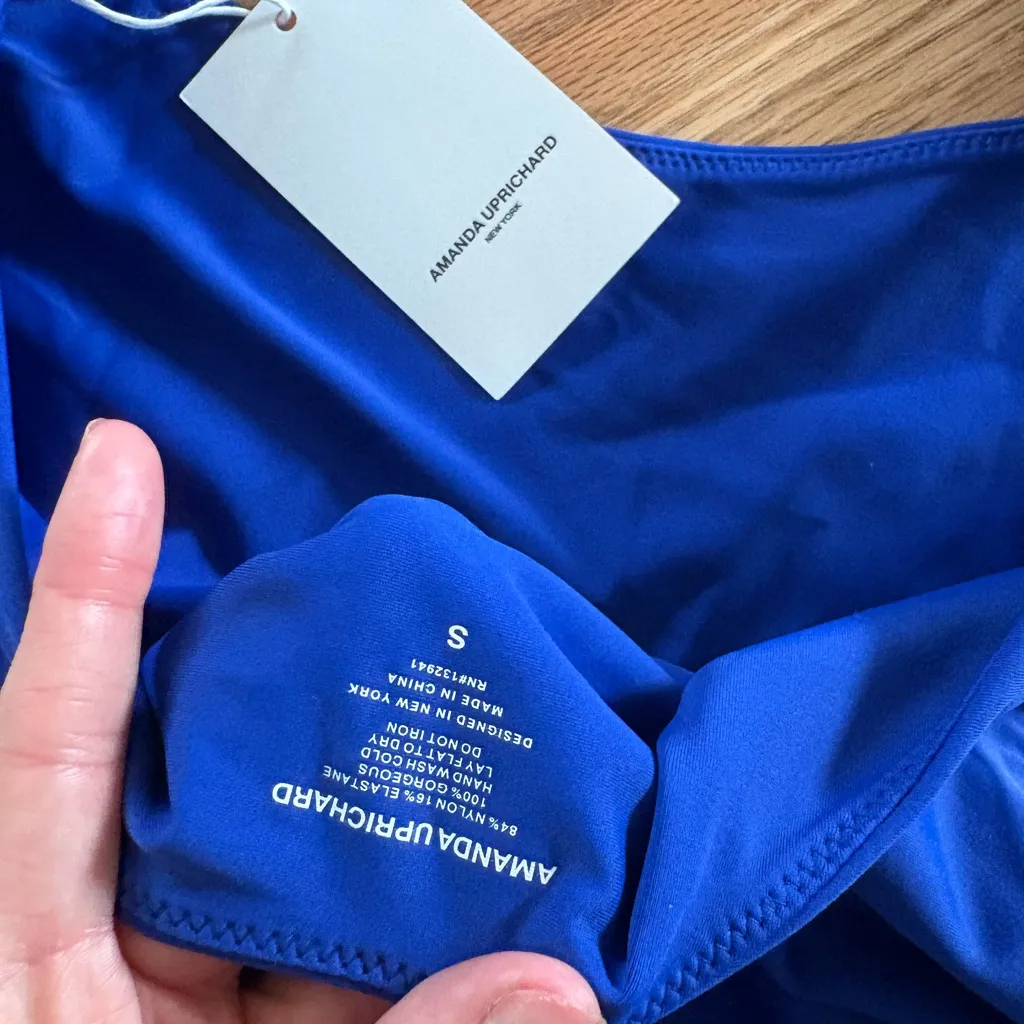 AMANDA UPRICHARD
NEW YORK
AMANDA UPRICHARD
84% NYLON 16% ELASTANE
100% GORGEOUS
HAND WASH COLD
LAY FLAT TO DRY
DO NOT IRON
DESIGNED IN NEW YORK
MADE IN CHINA
RN#132941
S